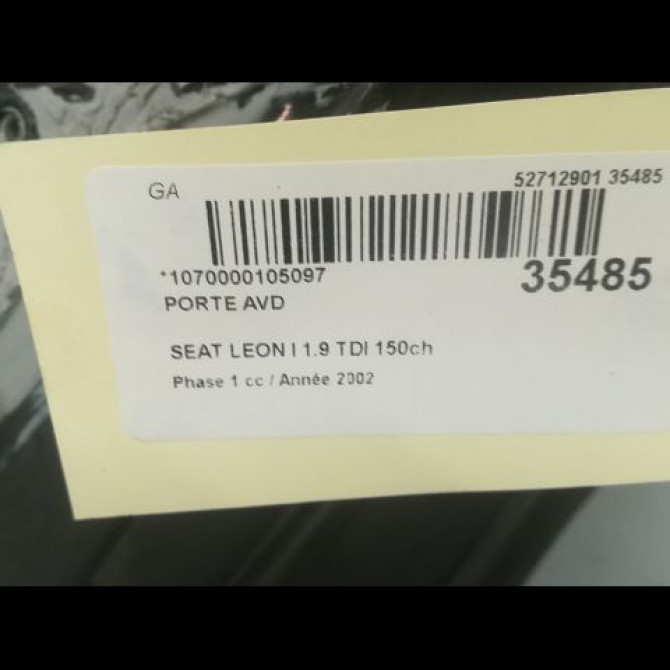 GA
52712901 35485
*1070000105097
35485
PORTE AVD
SEAT LEON I 1.9 TDI 150ch
Phase 1 cc / Année 2002